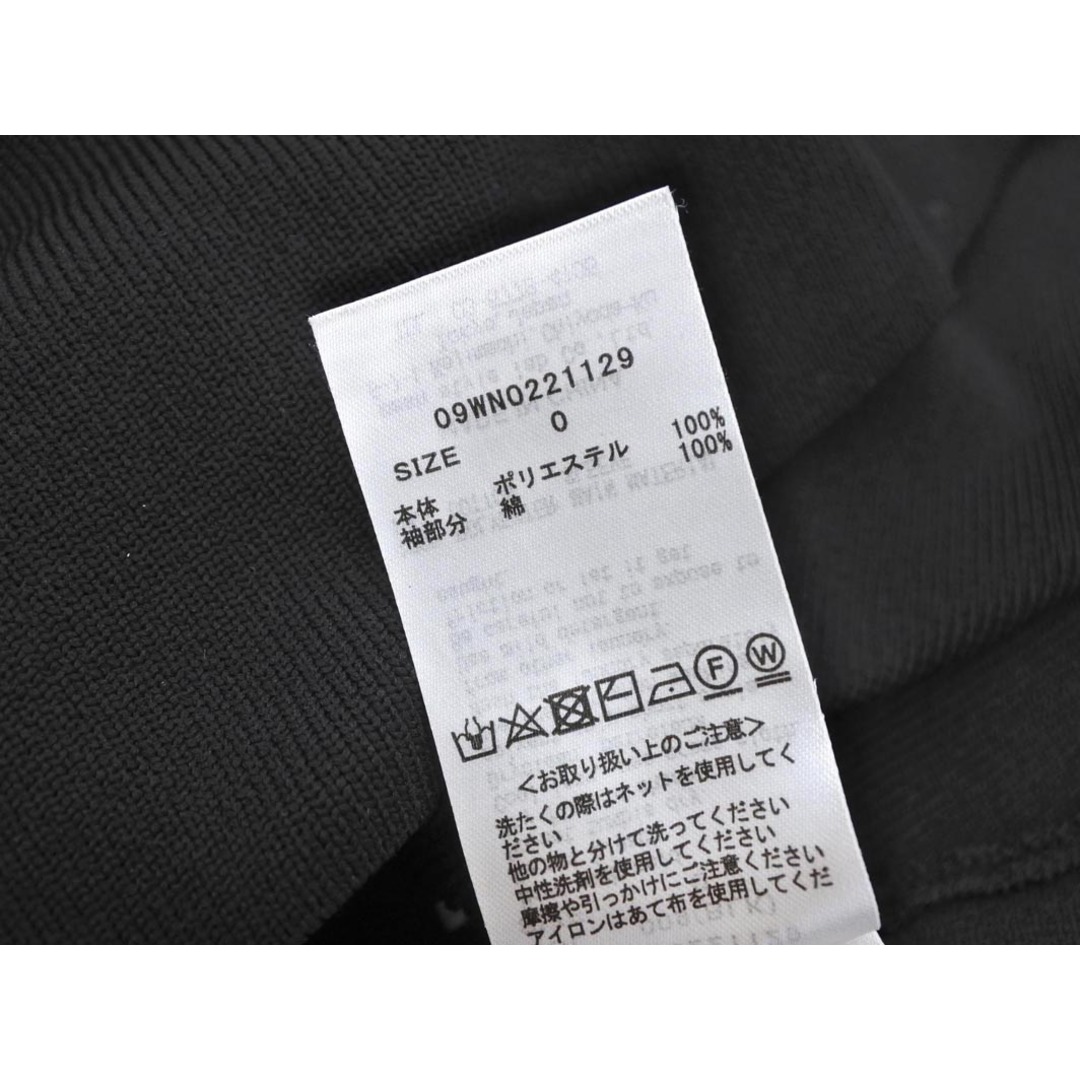 09WNO221129
SIZE 0
本体 ポリエステル 100%
袖部分 綿 100%
F W
<お取り扱い上のご注意>
洗たくの際はネットを使用してく
ださい
他の物と分けて洗ってください
中性洗剤を使用してください
摩擦や引っかけにご注意ください
アイロンはあて布を使用してくだ